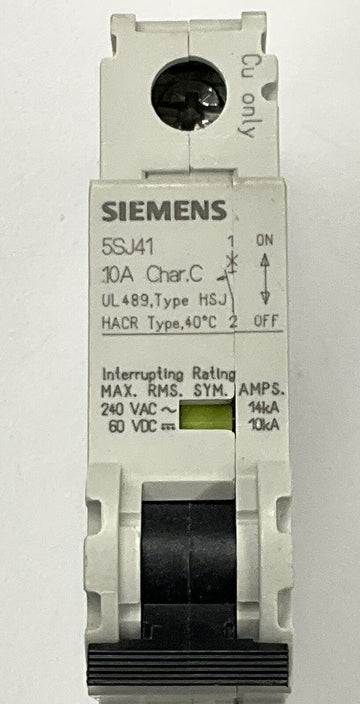 Cu only
SIEMENS
5SJ41 1 ON
10A Char.C
UL489,Type HSJ
HACR Type,40°C 2 OFF
Interrupting Rating
MAX. RMS. SYM. AMPS.
240 VAC ~ 14kA
60 VDC ⎓ 10kA